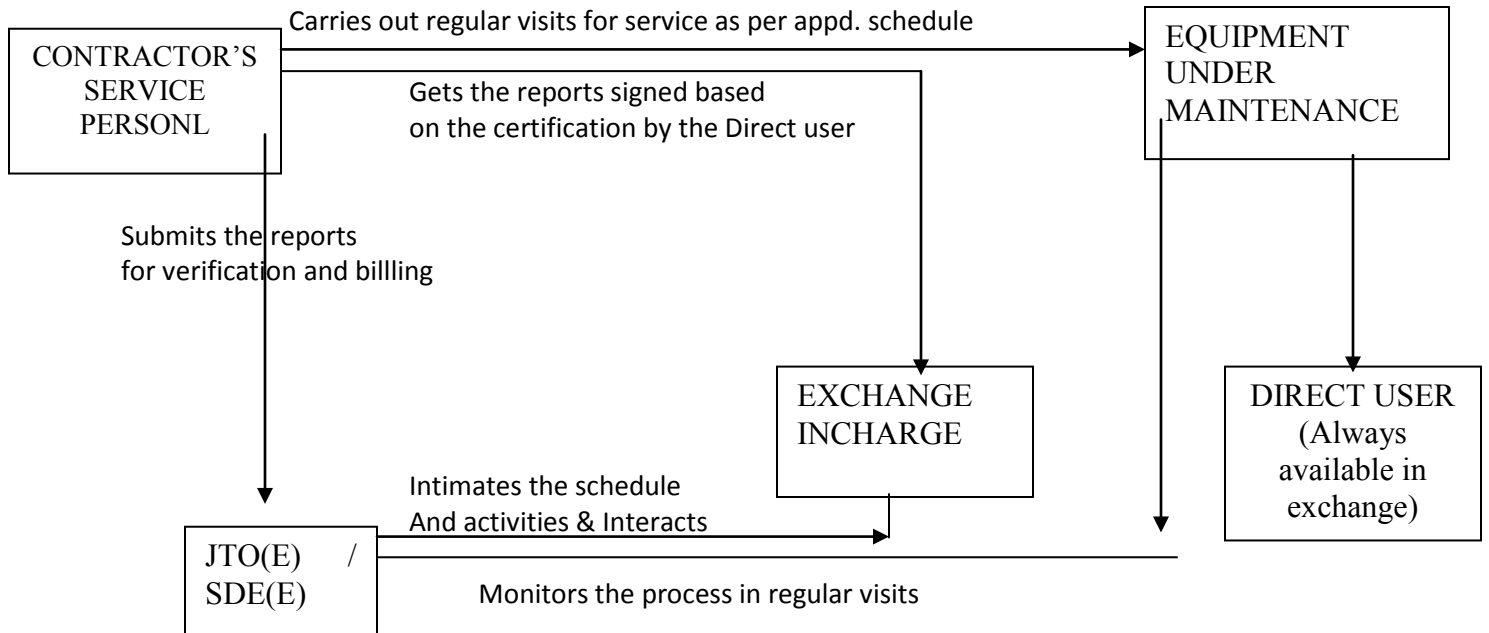 Carries out regular visits for service as per appd. schedule
CONTRACTOR’S
SERVICE
PERSONL
EQUIPMENT
UNDER
MAINTENANCE
Gets the reports signed based
on the certification by the Direct user
Submits the reports
for verification and billling
EXCHANGE
INCHARGE
DIRECT USER
(Always
available in
exchange)
Intimates the schedule
And activities & Interacts
JTO(E) /
SDE(E)
Monitors the process in regular visits